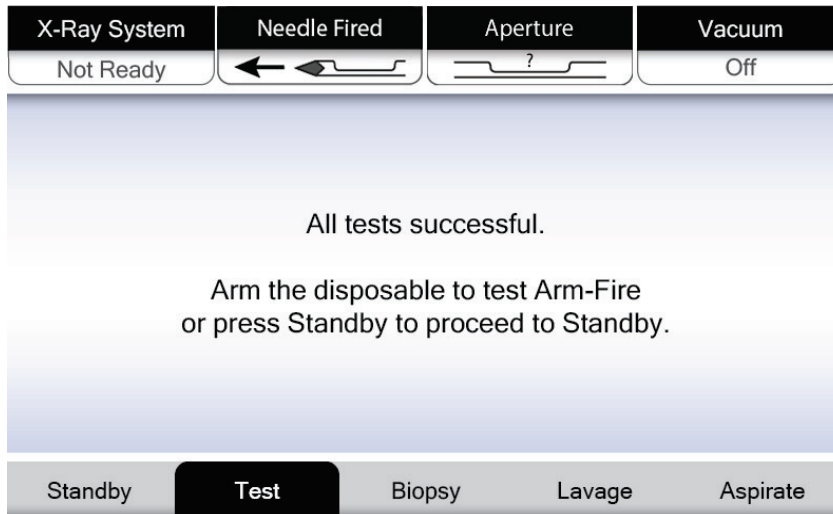 X-Ray System Needle Fired Aperture Vacuum
Not Ready ? Off
All tests successful.
Arm the disposable to test Arm-Fire
or press Standby to proceed to Standby.
Standby Test Biopsy Lavage Aspirate